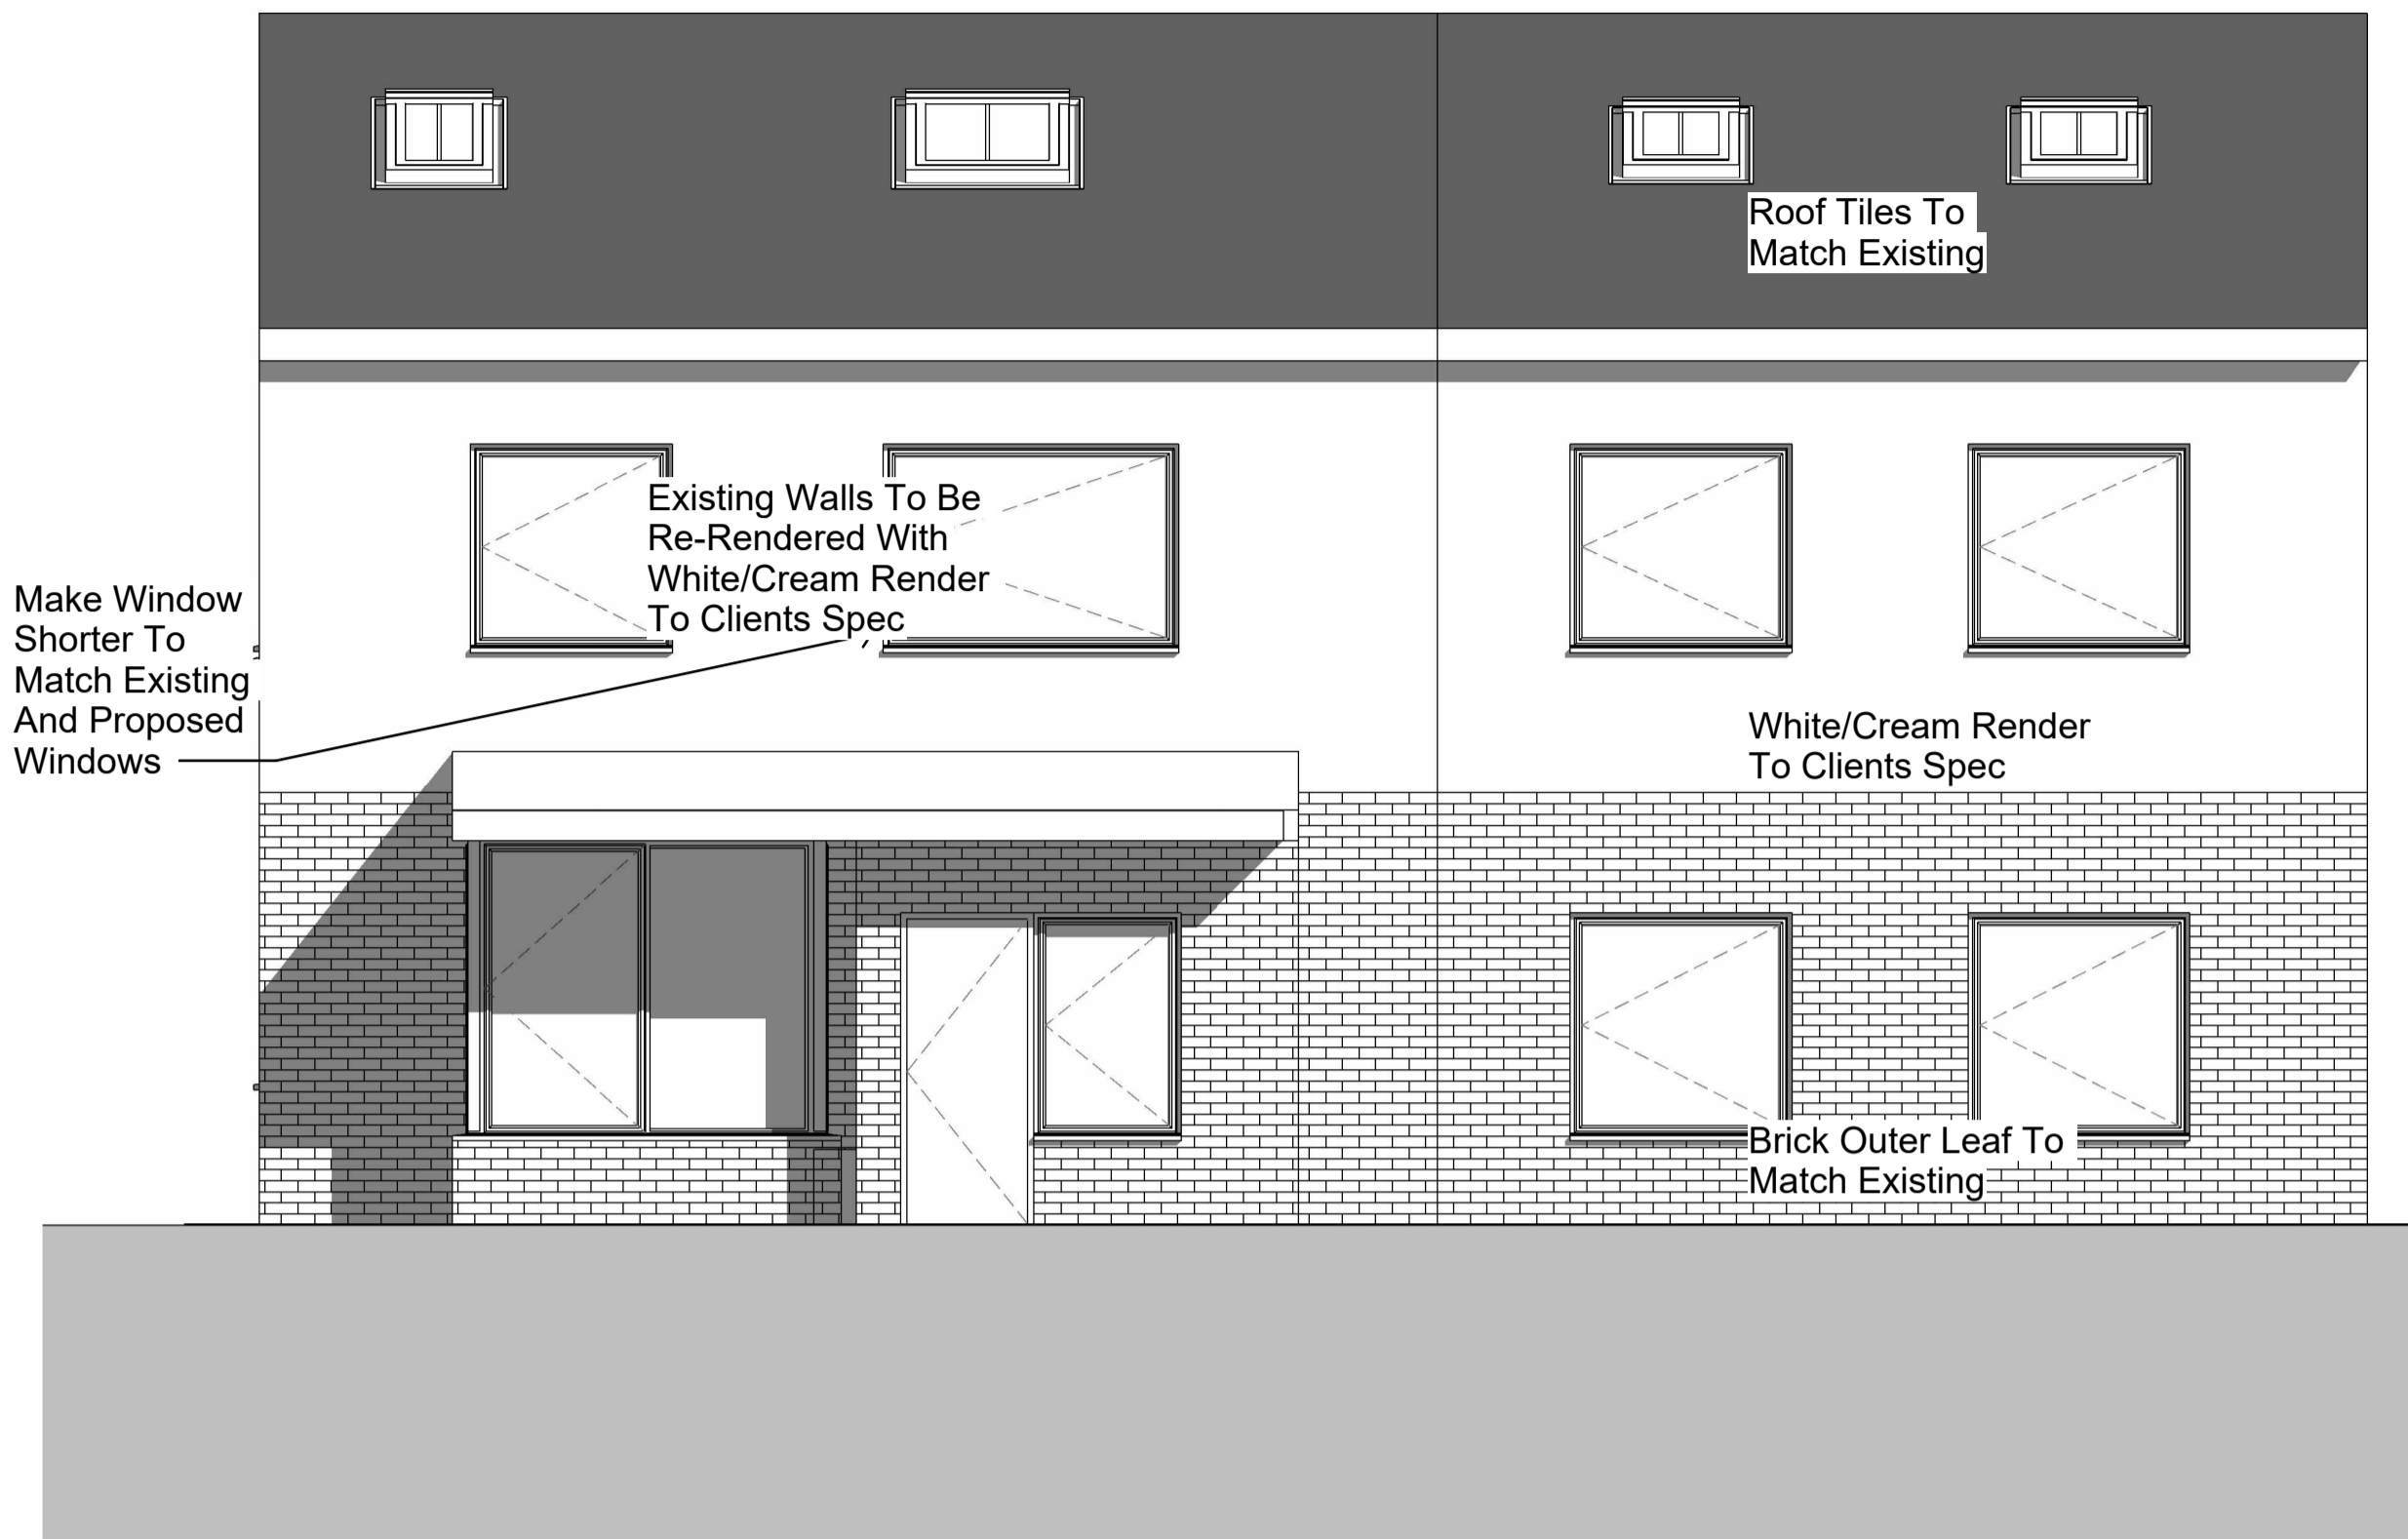 Roof Tiles To
Match Existing
Existing Walls To Be
Re-Rendered With
White/Cream Render
To Clients Spec
Make Window
Shorter To
Match Existing
And Proposed
Windows
White/Cream Render
To Clients Spec
Brick Outer Leaf To
Match Existing